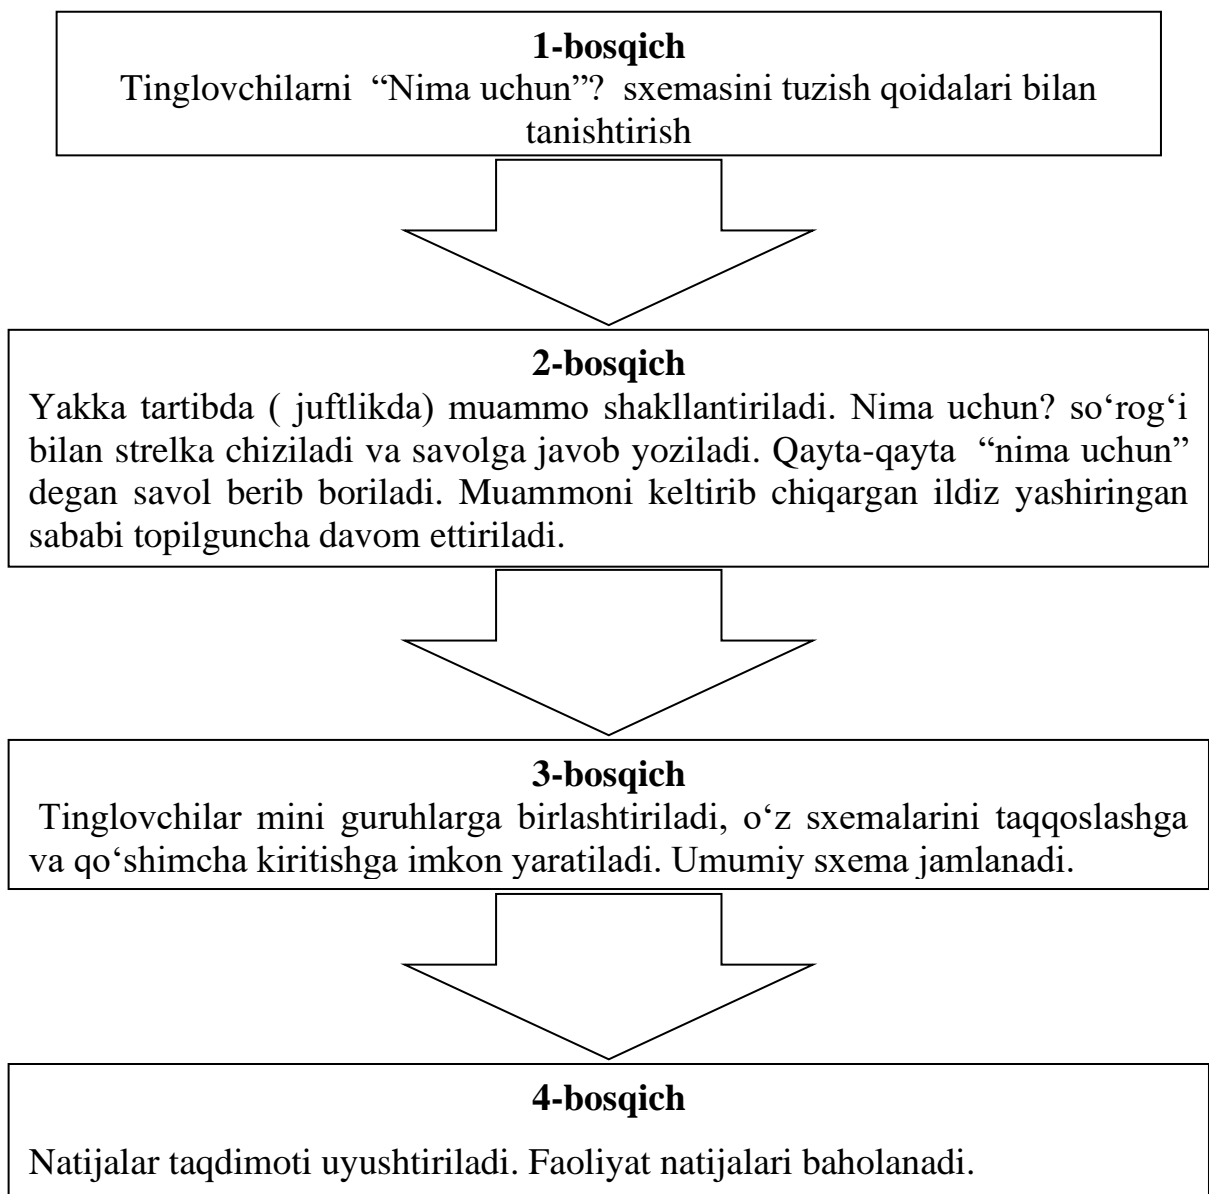 1-bosqich
Tinglovchilarni “Nima uchun”? sxemasini tuzish qoidalari bilan
tanishtirish
2-bosqich
Yakka tartibda ( juftlikda) muammo shakllantiriladi. Nima uchun? so‘rog‘i
bilan strelka chiziladi va savolga javob yoziladi. Qayta-qayta “nima uchun”
degan savol berib boriladi. Muammoni keltirib chiqargan ildiz yashiringan
sababi topilguncha davom ettiriladi.
3-bosqich
Tinglovchilar mini guruhlarga birlashtiriladi, o‘z sxemalarini taqqoslashga
va qo‘shimcha kiritishga imkon yaratiladi. Umumiy sxema jamlanadi.
4-bosqich
Natijalar taqdimoti uyushtiriladi. Faoliyat natijalari baholanadi.